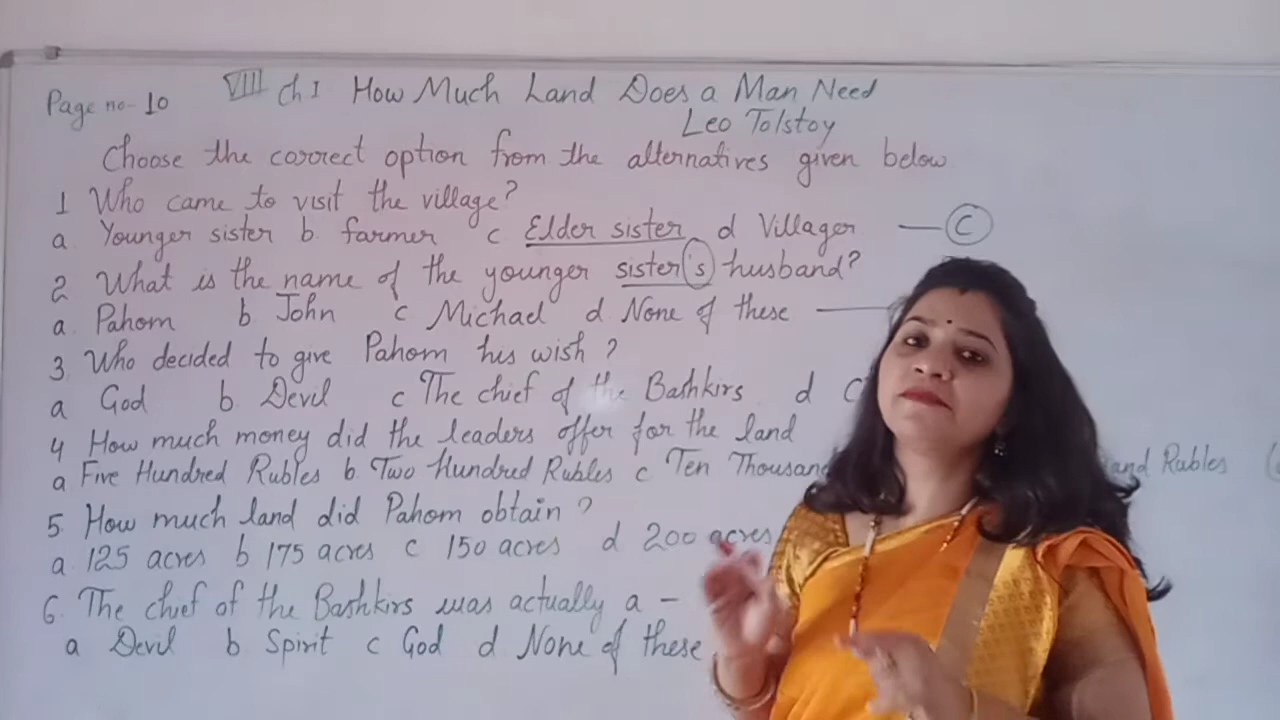 Page no- 10 VIII Ch I How Much Land Does a Man Need
Leo Tolstoy
Choose the correct option from the alternatives given below
1 Who came to visit the village?
a. Younger sister b. farmer c Elder sister d Villager — C
2 What is the name of the younger sister's husband?
a. Pahom b John c Michael d None of these —
3 Who decided to give Pahom his wish?
a God b. Devil c The chief of the Bashkirs d C
4 How much money did the leaders offer for the land
a Five Hundred Rubles b. Two Hundred Rubles c Ten Thousand Rubles
5. How much land did Pahom obtain?
a. 125 acres b 175 acres c 150 acres d 200 acres
6. The chief of the Bashkirs was actually a -
a Devil b. Spirit c God d None of these